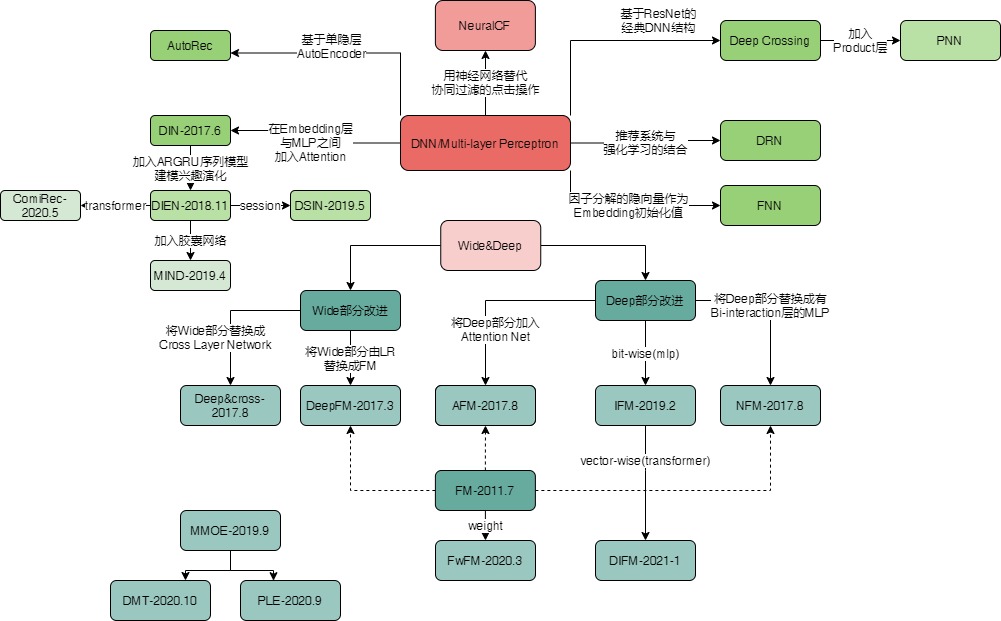 NeuralCF
AutoRec
基于单隐层
AutoEncoder
基于ResNet的
经典DNN结构
Deep Crossing
加入
Product层
PNN
用神经网络替代
协同过滤的点击操作
DIN-2017.6
在Embedding层
与MLP之间
加入Attention
DNN/Multi-layer Perceptron
推荐系统与
强化学习的结合
DRN
加入ARGRU序列模型
建模兴趣演化
ComiRec-
2020.5
transformer
DIEN-2018.11
session
DSIN-2019.5
因子分解的隐向量作为
Embedding初始化值
FNN
加入胶囊网络
MIND-2019.4
Wide&Deep
Wide部分改进
Deep部分改进
将Deep部分替换成有
Bi-interaction层的MLP
将Wide部分替换成
Cross Layer Network
将Wide部分由LR
替换成FM
将Deep部分加入
Attention Net
bit-wise(mlp)
Deep&cross-
2017.8
DeepFM-2017.3
AFM-2017.8
IFM-2019.2
NFM-2017.8
vector-wise(transformer)
FM-2011.7
weight
FwFM-2020.3
DIFM-2021-1
MMOE-2019.9
DMT-2020.10
PLE-2020.9